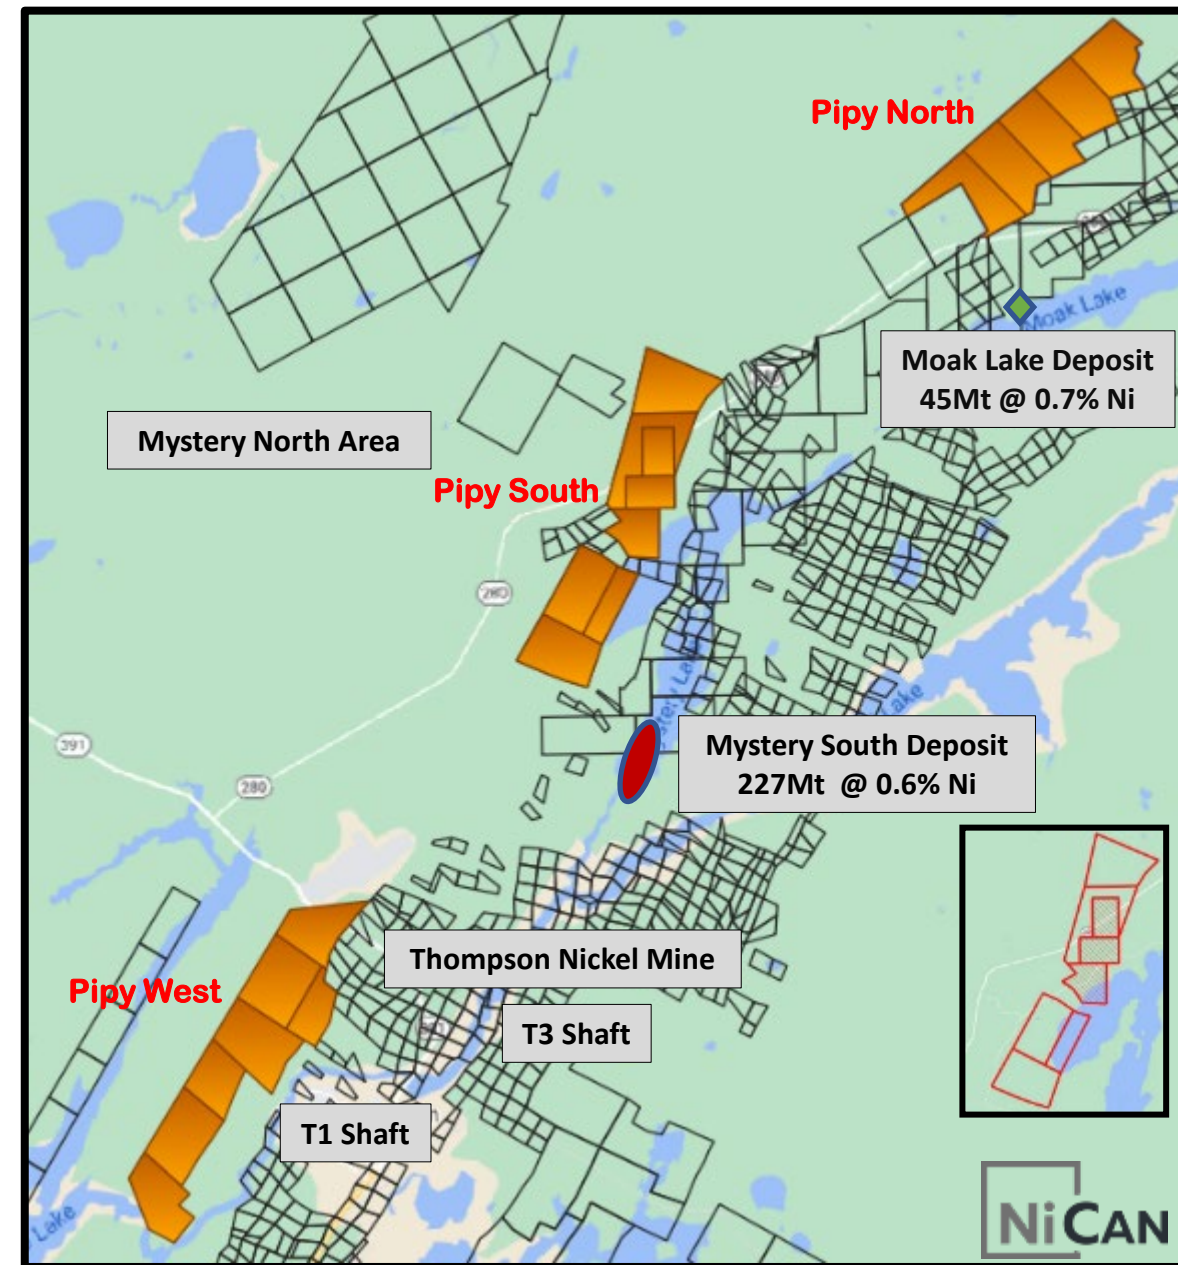 Pipy North
Moak Lake
Moak Lake Deposit
45Mt @ 0.7% Ni
Mystery North Area
Pipy South
280
Lake
Mystery South Deposit
227Mt @ 0.6% Ni
391
280
Thompson Nickel Mine
Pipy West
T3 Shaft
T1 Shaft
Lake
NiCAN